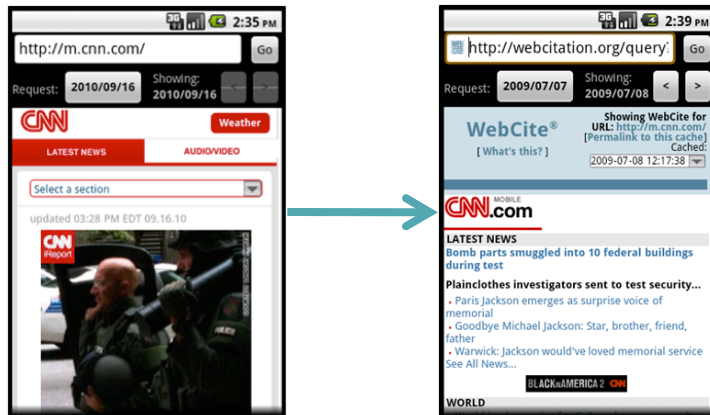 3G 2:35 PM
http://m.cnn.com/ Go
Request: 2010/09/16 Showing: 2010/09/16 < >
CNN Weather
LATEST NEWS AUDIO/VIDEO
Select a section
updated 03:28 PM EDT 09.16.10
CNN
iReport
POLICE
3G 2:39 PM
http://webcitation.org/query? Go
Request: 2009/07/07 Showing: 2009/07/08 < >
WebCite®
[ What's this? ]
Showing WebCite for
URL: http://m.cnn.com/
[Permalink to this cache]
Cached:
2009-07-08 12:17:38
CNN.com MOBILE
LATEST NEWS
Bomb parts smuggled into 10 federal buildings
during test
Plainclothes investigators sent to test security...
• Paris Jackson emerges as surprise voice of
memorial
• Goodbye Michael Jackson: Star, brother, friend,
father
• Warwick: Jackson would've loved memorial service
See All News...
BLACK IN AMERICA 2 CNN
WORLD